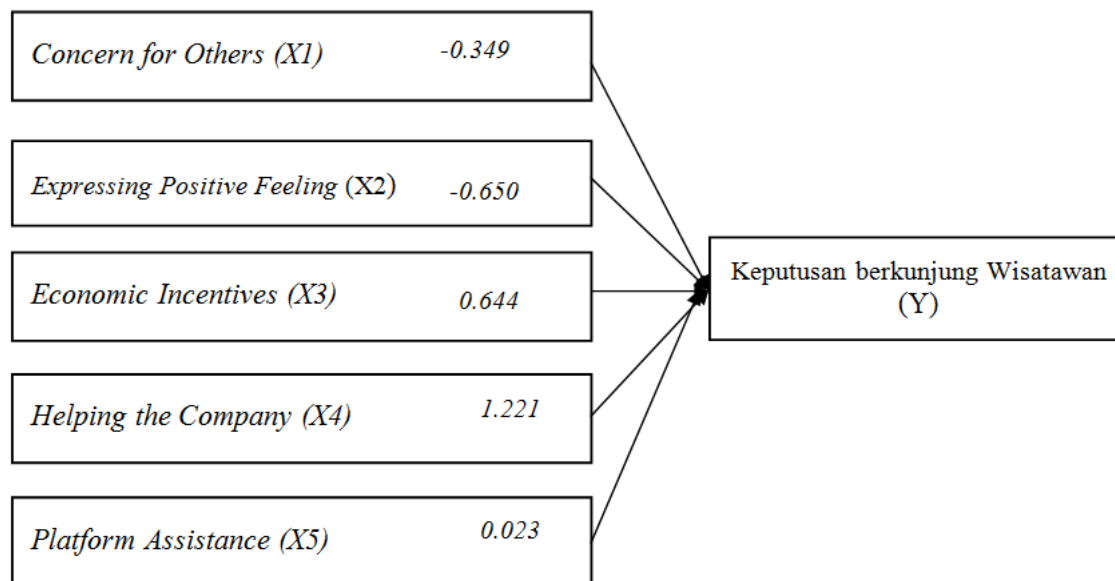 Concern for Others (X1) -0.349
Expressing Positive Feeling (X2) -0.650
Economic Incentives (X3) 0.644
Helping the Company (X4) 1.221
Platform Assistance (X5) 0.023
Keputusan berkunjung Wisatawan
(Y)